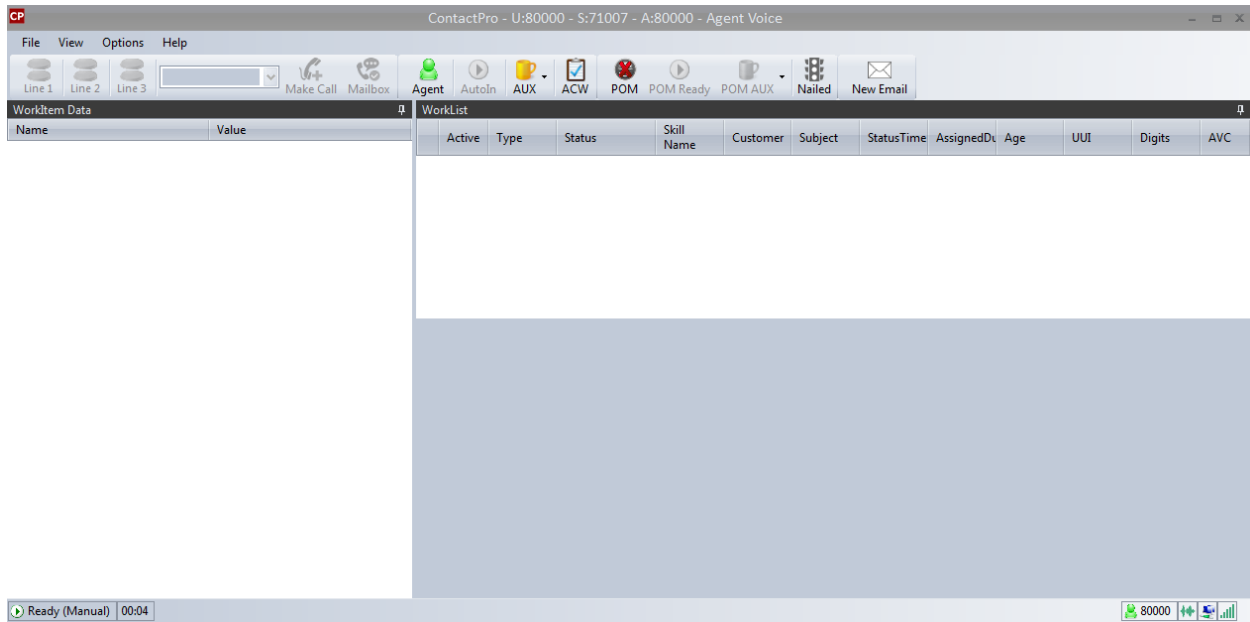 CP ContactPro - U:80000 - S:71007 - A:80000 - Agent Voice
File View Options Help
Line 1 Line 2 Line 3 Make Call Mailbox Agent AutoIn AUX ACW POM POM Ready POM AUX Nailed New Email
WorkItem Data WorkList
Name Value Active Type Status Skill Name Customer Subject StatusTime AssignedDu Age UUI Digits AVC
Ready (Manual) 00:04 80000